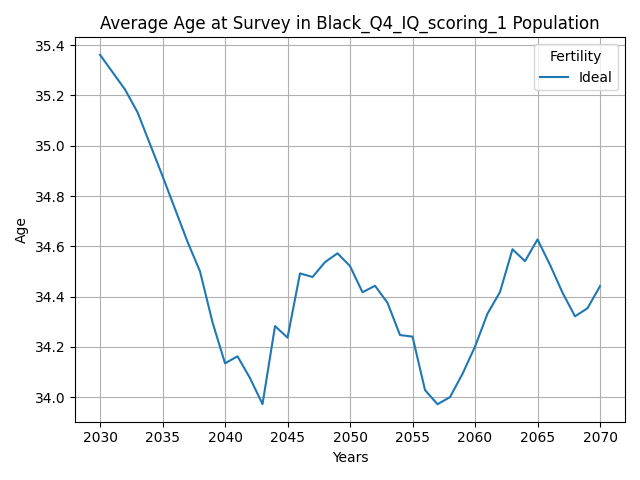 Average Age at Survey in Black_Q4_IQ_scoring_1 Population
35.4
35.2
35.0
34.8
34.6
34.4
34.2
34.0
Age
Fertility
Ideal
2030 2035 2040 2045 2050 2055 2060 2065 2070
Years